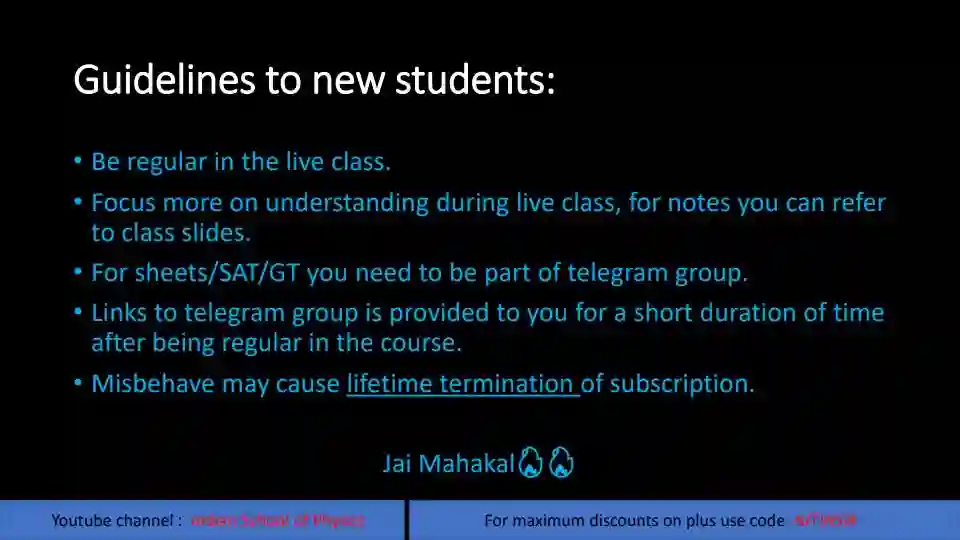 Guidelines to new students:
• Be regular in the live class.
• Focus more on understanding during live class, for notes you can refer
to class slides.
• For sheets/SAT/GT you need to be part of telegram group.
• Links to telegram group is provided to you for a short duration of time
after being regular in the course.
• Misbehave may cause lifetime termination of subscription.
Jai Mahakal🔥🔥
Youtube channel : Indian School of Physics
For maximum discounts on plus use code